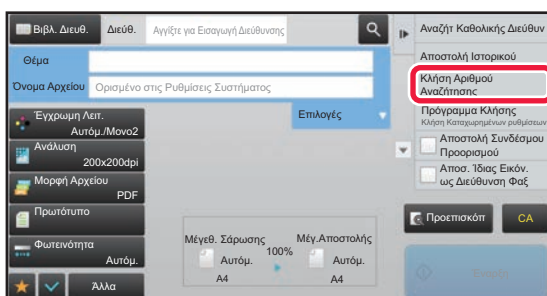 Βιβλ. Διευθ.
Διεύθ.
Αγγίξτε για Εισαγωγή Διεύθυνσης
Θέμα
Όνομα Αρχείου
Ορισμένο στις Ρυθμίσεις Συστήματος
Επιλογές
Έγχρωμη Λειτ.
Αυτόμ./Μονο2
Ανάλυση
200x200dpi
Μορφή Αρχείου
PDF
Πρωτότυπο
Φωτεινότητα
Αυτόμ.
Άλλα
Μέγεθ. Σάρωσης
100%
Μέγ.Αποστολής
Αυτόμ.
Αυτόμ.
A4
A4
Αναζήτ Καθολικής Διεύθυν
Αποστολή Ιστορικού
Κλήση Αριθμού
Αναζήτησης
Πρόγραμμα Κλήσης
Κλήση Καταχωρημένων ρυθμίσεων
Αποστολή Συνδέσμου
Προορισμού
Αποσ. Ίδιας Εικόν.
ως Διεύθυνση Φαξ
Προεπισκόπ
CA
Έναρξη